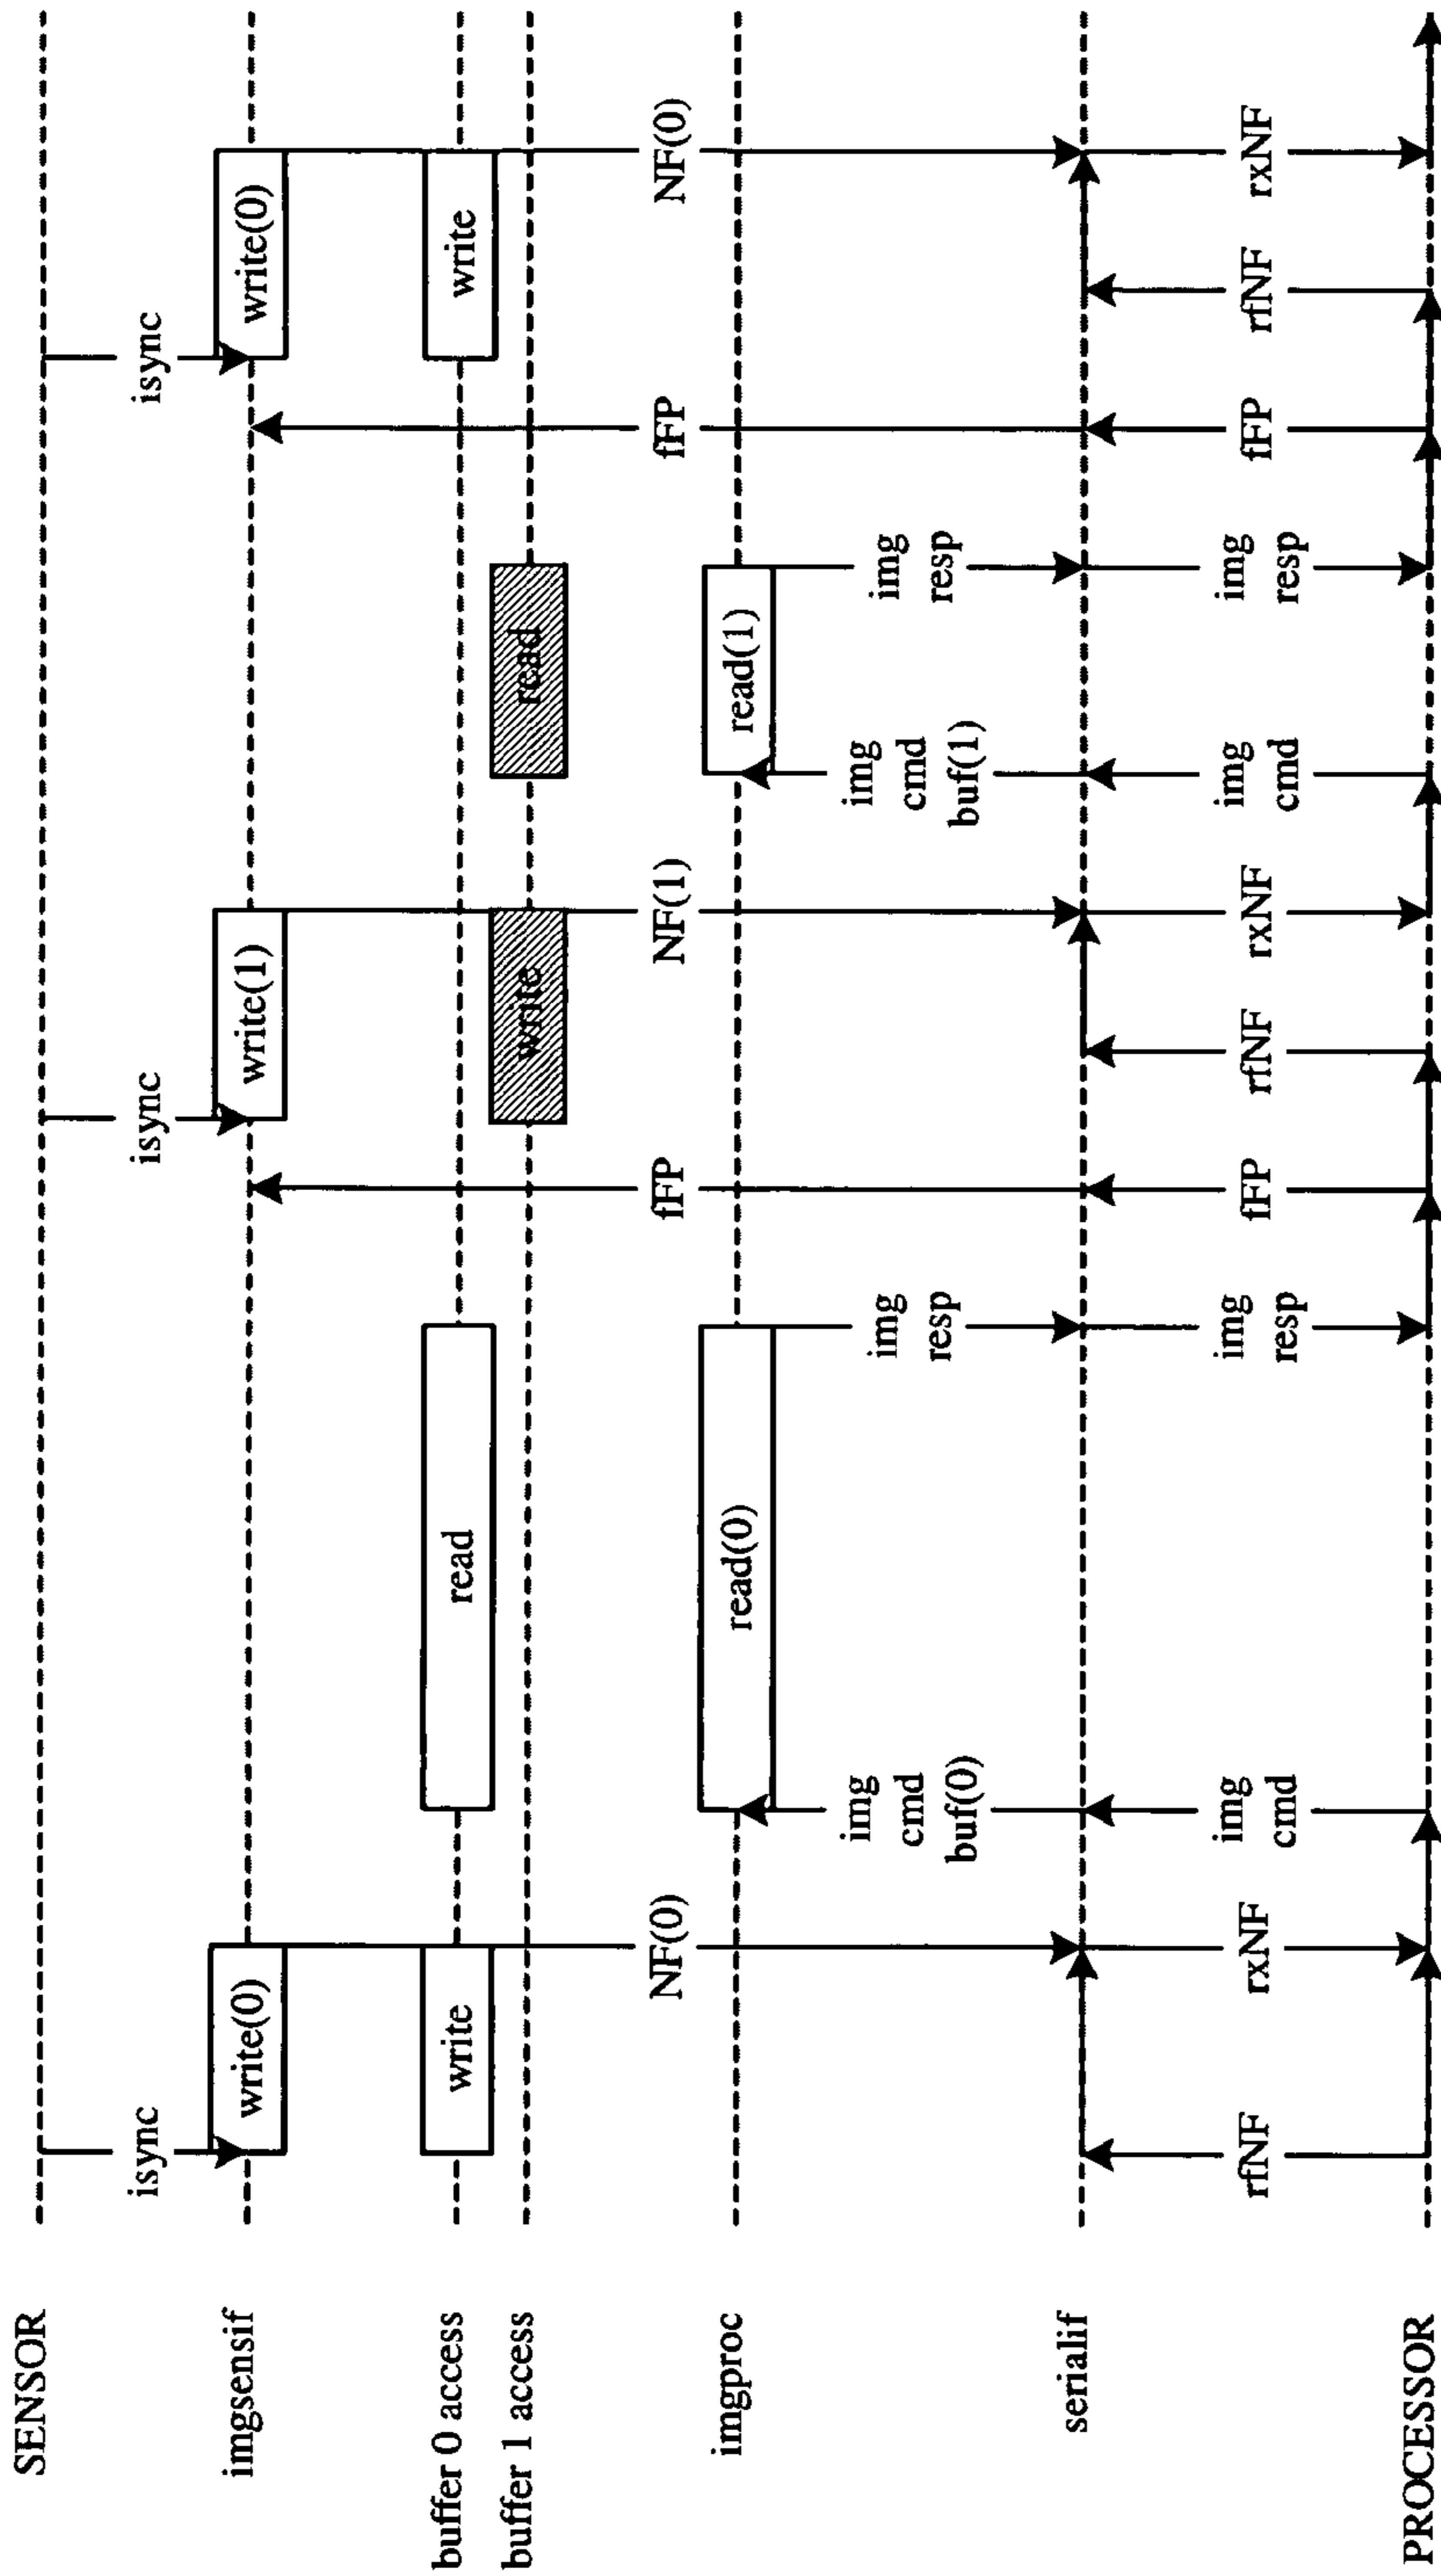 SENSOR
isync
isync
isync
imgsensif
write(0)
write(1)
write(0)
buffer 0 access
write
read
write
buffer 1 access
write
read
NF(0)
fFP
NF(1)
fFP
NF(0)
imgproc
read(0)
read(1)
img
cmd
buf(0)
img
resp
img
cmd
buf(1)
img
resp
serialif
rfNF
rxNF
img
cmd
img
resp
fFP
rfNF
rxNF
img
cmd
img
resp
fFP
rfNF
rxNF
PROCESSOR